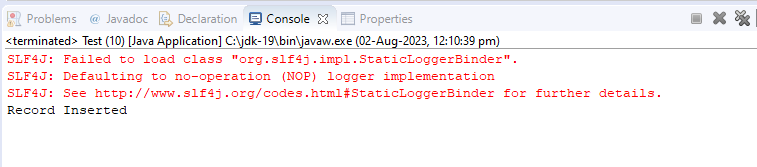 Problems @ Javadoc Declaration Console Properties
<terminated> Test (10) [Java Application] C:\jdk-19\bin\javaw.exe (02-Aug-2023, 12:10:39 pm)
SLF4J: Failed to load class "org.slf4j.impl.StaticLoggerBinder".
SLF4J: Defaulting to no-operation (NOP) logger implementation
SLF4J: See http://www.slf4j.org/codes.html#StaticLoggerBinder for further details.
Record Inserted